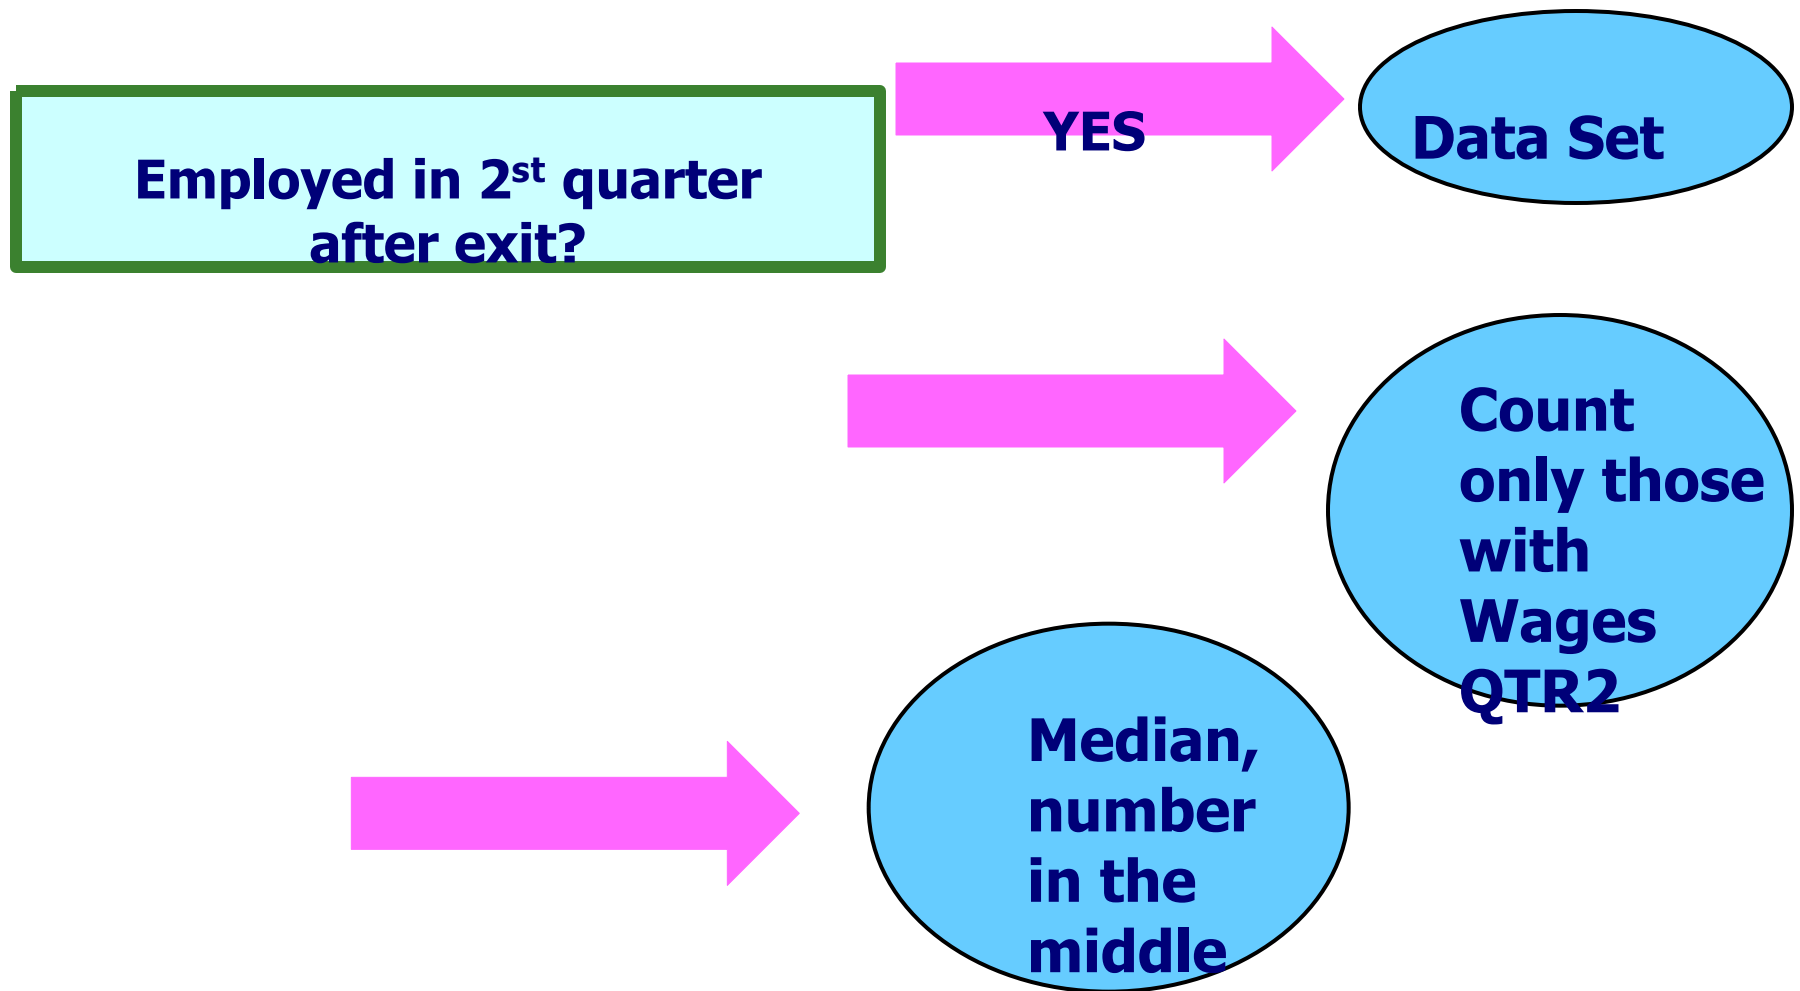 YES
Data Set
Employed in 2st quarter
after exit?
Count
only those
with
Wages
QTR2
Median,
number
in the
middle